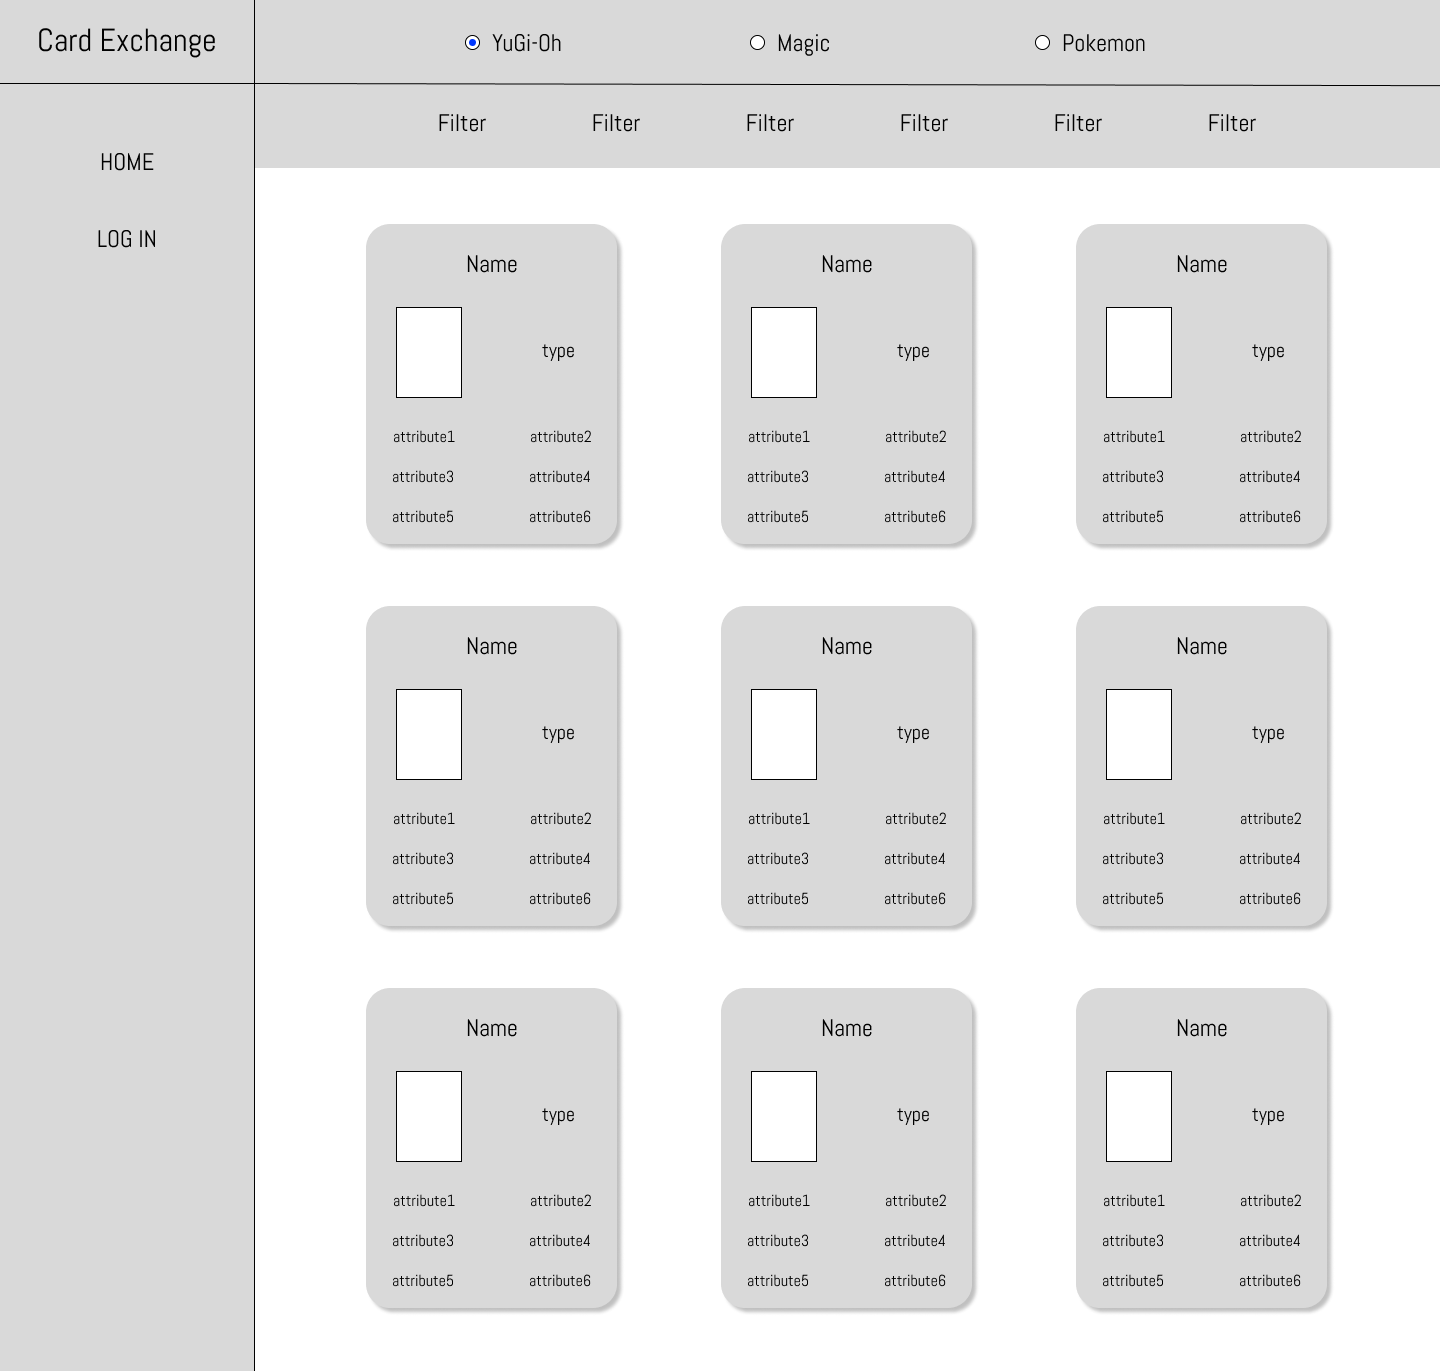 Card Exchange
YuGi-Oh Magic Pokemon
Filter Filter Filter Filter Filter Filter
HOME
LOG IN
Name Name Name
type type type
attribute1 attribute2 attribute1 attribute2 attribute1 attribute2
attribute3 attribute4 attribute3 attribute4 attribute3 attribute4
attribute5 attribute6 attribute5 attribute6 attribute5 attribute6
Name Name Name
type type type
attribute1 attribute2 attribute1 attribute2 attribute1 attribute2
attribute3 attribute4 attribute3 attribute4 attribute3 attribute4
attribute5 attribute6 attribute5 attribute6 attribute5 attribute6
Name Name Name
type type type
attribute1 attribute2 attribute1 attribute2 attribute1 attribute2
attribute3 attribute4 attribute3 attribute4 attribute3 attribute4
attribute5 attribute6 attribute5 attribute6 attribute5 attribute6